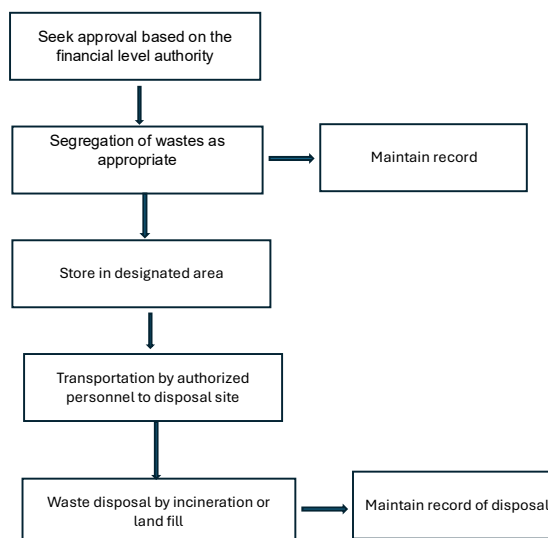 Seek approval based on the
financial level authority
Segregation of wastes as
appropriate
Maintain record
Store in designated area
Transportation by authorized
personnel to disposal site
Waste disposal by incineration or
land fill
Maintain record of disposal